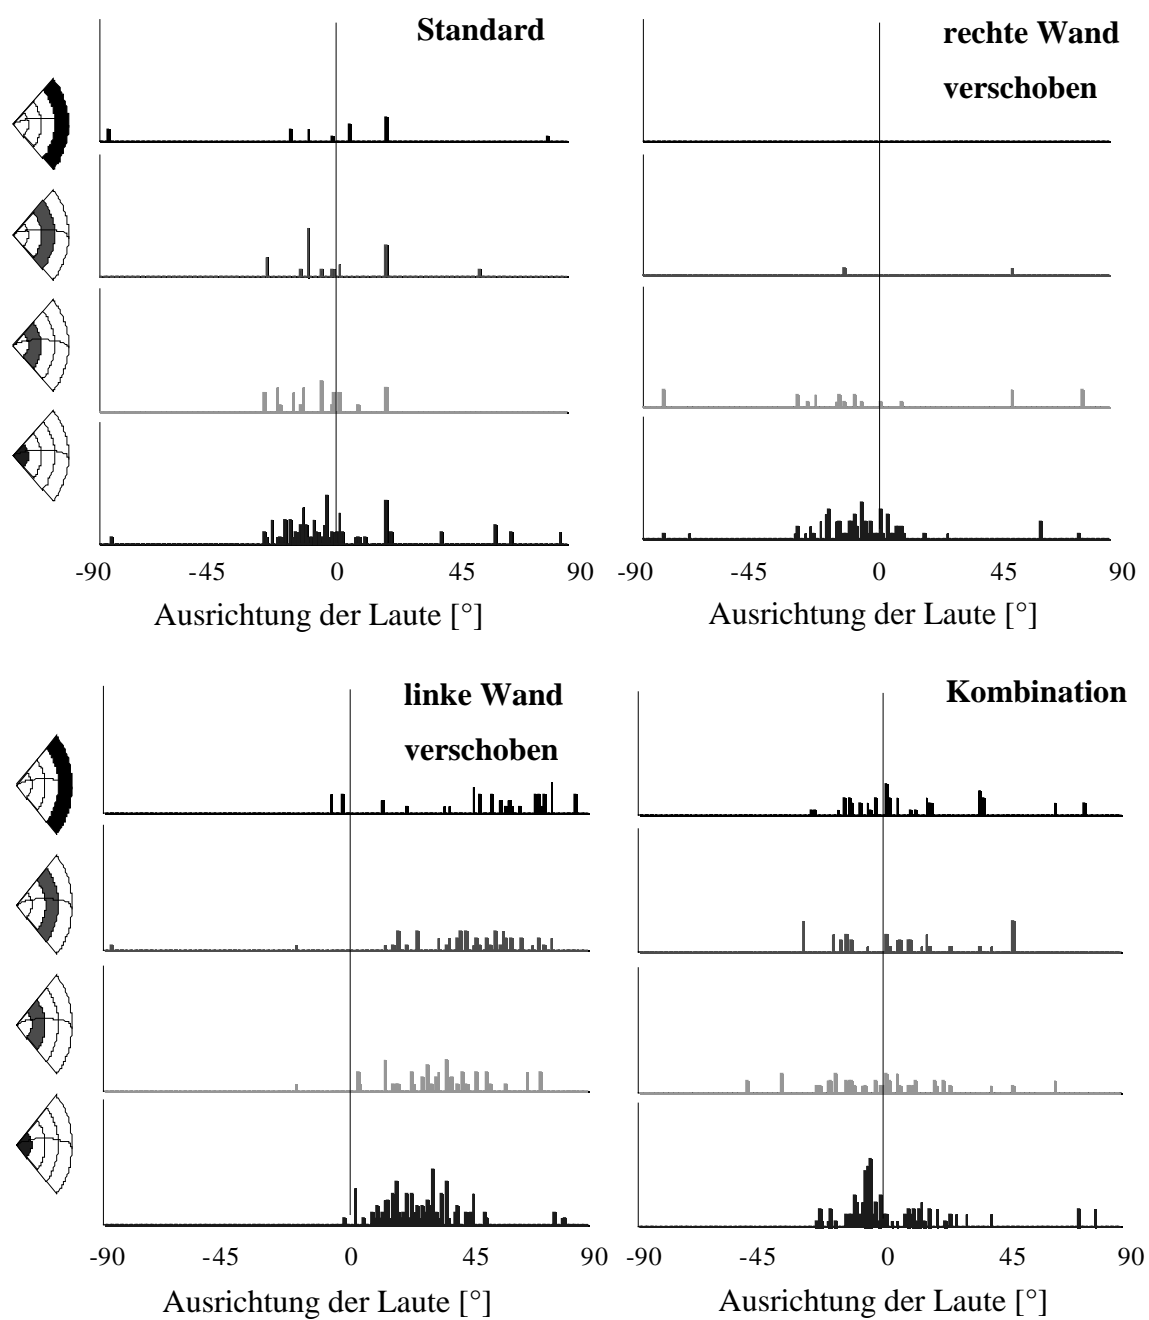 Standard
rechte Wand
verschoben
-90 -45 0 45 90
Ausrichtung der Laute [°]
-90 -45 0 45 90
Ausrichtung der Laute [°]
linke Wand
verschoben
Kombination
-90 -45 0 45 90
Ausrichtung der Laute [°]
-90 -45 0 45 90
Ausrichtung der Laute [°]